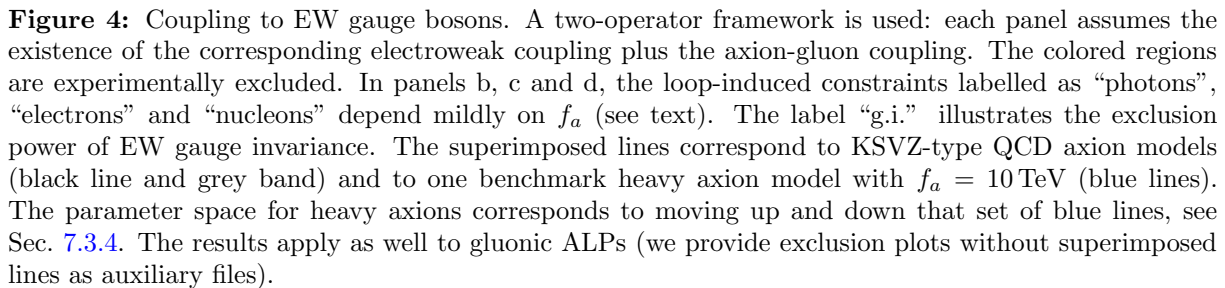 Figure 4: Coupling to EW gauge bosons. A two-operator framework is used: each panel assumes the
existence of the corresponding electroweak coupling plus the axion-gluon coupling. The colored regions
are experimentally excluded. In panels b, c and d, the loop-induced constraints labelled as “photons”,
“electrons” and “nucleons” depend mildly on fₐ (see text). The label “g.i.” illustrates the exclusion
power of EW gauge invariance. The superimposed lines correspond to KSVZ-type QCD axion models
(black line and grey band) and to one benchmark heavy axion model with fₐ = 10 TeV (blue lines).
The parameter space for heavy axions corresponds to moving up and down that set of blue lines, see
Sec. 7.3.4. The results apply as well to gluonic ALPs (we provide exclusion plots without superimposed
lines as auxiliary files).